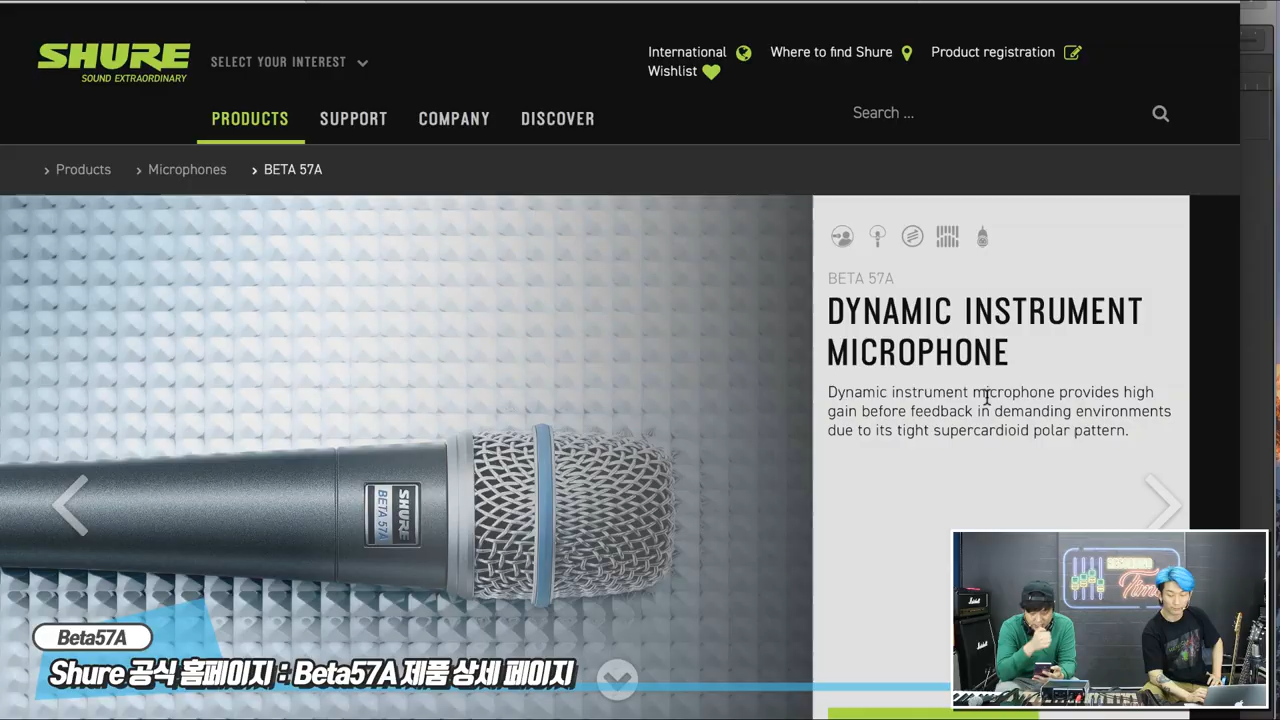 SHURE
SOUND EXTRAORDINARY
SELECT YOUR INTEREST
International
Where to find Shure
Product registration
Wishlist
PRODUCTS
SUPPORT
COMPANY
DISCOVER
Search ...
Products
Microphones
BETA 57A
BETA 57A
DYNAMIC INSTRUMENT
MICROPHONE
Dynamic instrument microphone provides high
gain before feedback in demanding environments
due to its tight supercardioid polar pattern.
SHURE
BETA 57A
Beta57A
Shure 공식 홈페이지 : Beta57A 제품 상세 페이지
Marshall
Time